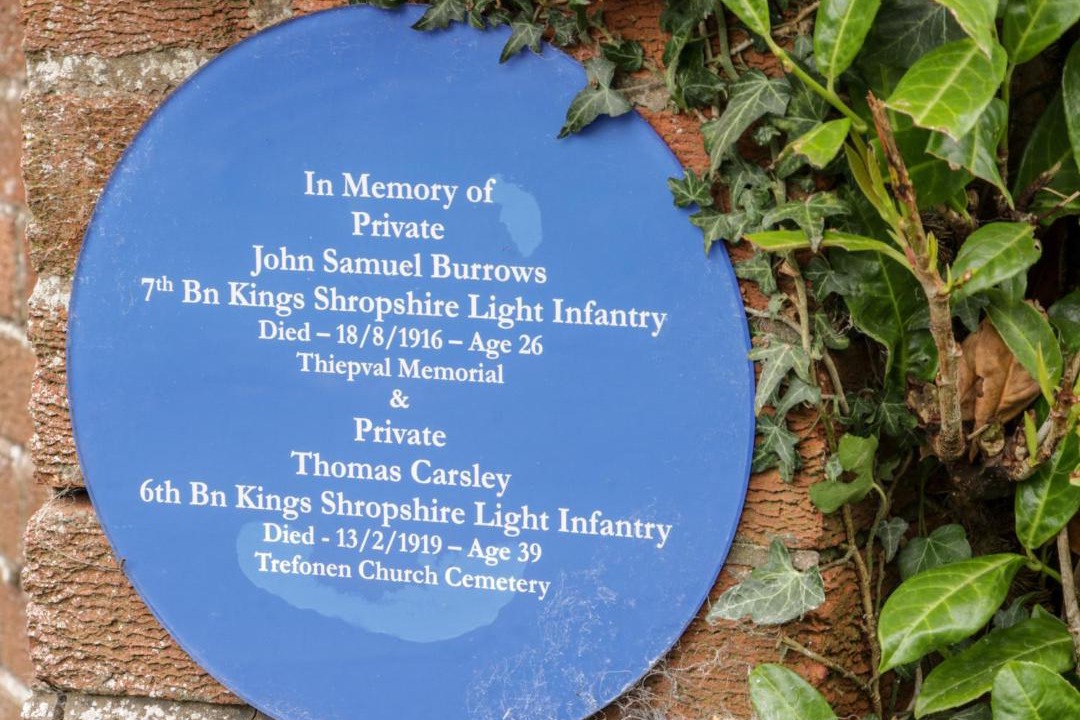 In Memory of
Private
John Samuel Burrows
7th Bn Kings Shropshire Light Infantry
Died – 18/8/1916 – Age 26
Thiepval Memorial
&
Private
Thomas Carsley
6th Bn Kings Shropshire Light Infantry
Died - 13/2/1919 – Age 39
Trefonen Church Cemetery